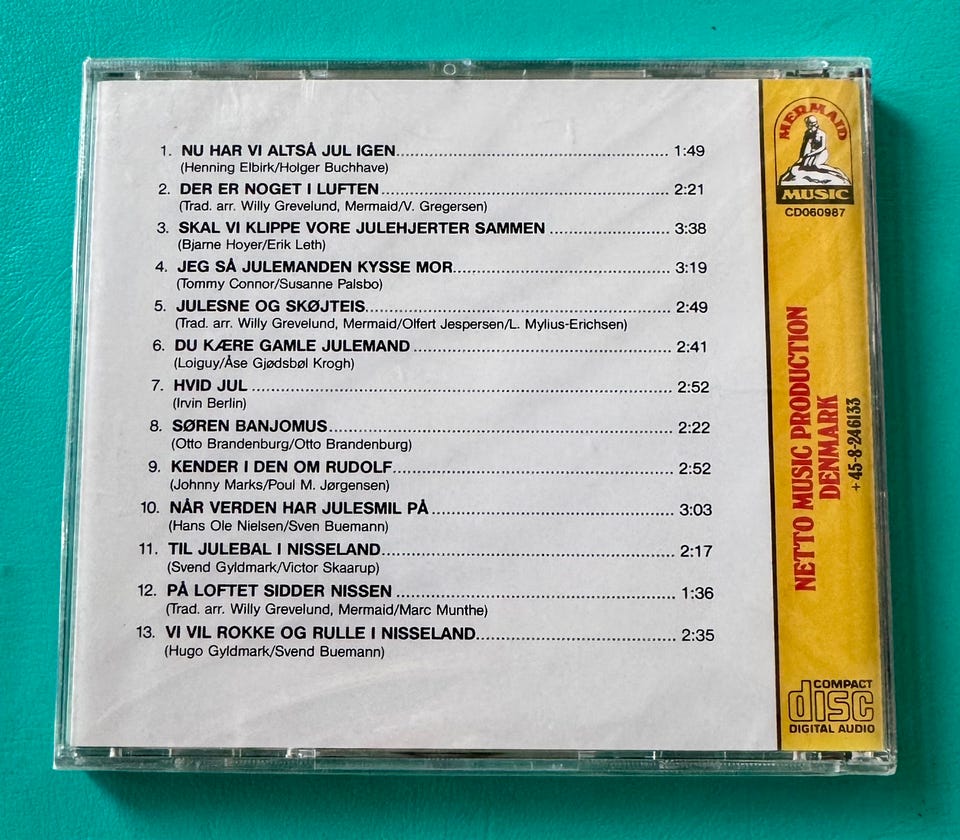 1. NU HAR VI ALTSÅ JUL IGEN........ 1:49
(Henning Elbirk/Holger Buchhave)
2. DER ER NOGET I LUFTEN........ 2:21
(Trad. arr. Willy Grevelund, Mermaid/V. Gregersen)
3. SKAL VI KLIPPE VORE JULEHJERTER SAMMEN........ 3:38
(Bjarne Hoyer/Erik Leth)
4. JEG SÅ JULEMANDEN KYSSE MOR........ 3:19
(Tommy Connor/Susanne Palsbo)
5. JULESNE OG SKØJTEIS........ 2:49
(Trad. arr. Willy Grevelund, Mermaid/Olfert Jespersen/L. Mylius-Erichsen)
6. DU KÆRE GAMLE JULEMAND........ 2:41
(Loiguy/Åse Gjødsbøl Krogh)
7. HVID JUL........ 2:52
(Irvin Berlin)
8. SØREN BANJOMUS........ 2:22
(Otto Brandenburg/Otto Brandenburg)
9. KENDER I DEN OM RUDOLF........ 2:52
(Johnny Marks/Poul M. Jørgensen)
10. NÅR VERDEN HAR JULESMIL PÅ........ 3:03
(Hans Ole Nielsen/Sven Buemann)
11. TIL JULEBAL I NISSELAND........ 2:17
(Svend Gyldmark/Victor Skaarup)
12. PÅ LOFTET SIDDER NISSEN........ 1:36
(Trad. arr. Willy Grevelund, Mermaid/Marc Munthe)
13. VI VIL ROKKE OG RULLE I NISSELAND........ 2:35
(Hugo Gyldmark/Svend Buemann)
MERMAID
MUSIC
CD060987
NETTO MUSIC PRODUCTION
DENMARK
+45-8-246133
COMPACT
disc
DIGITAL AUDIO